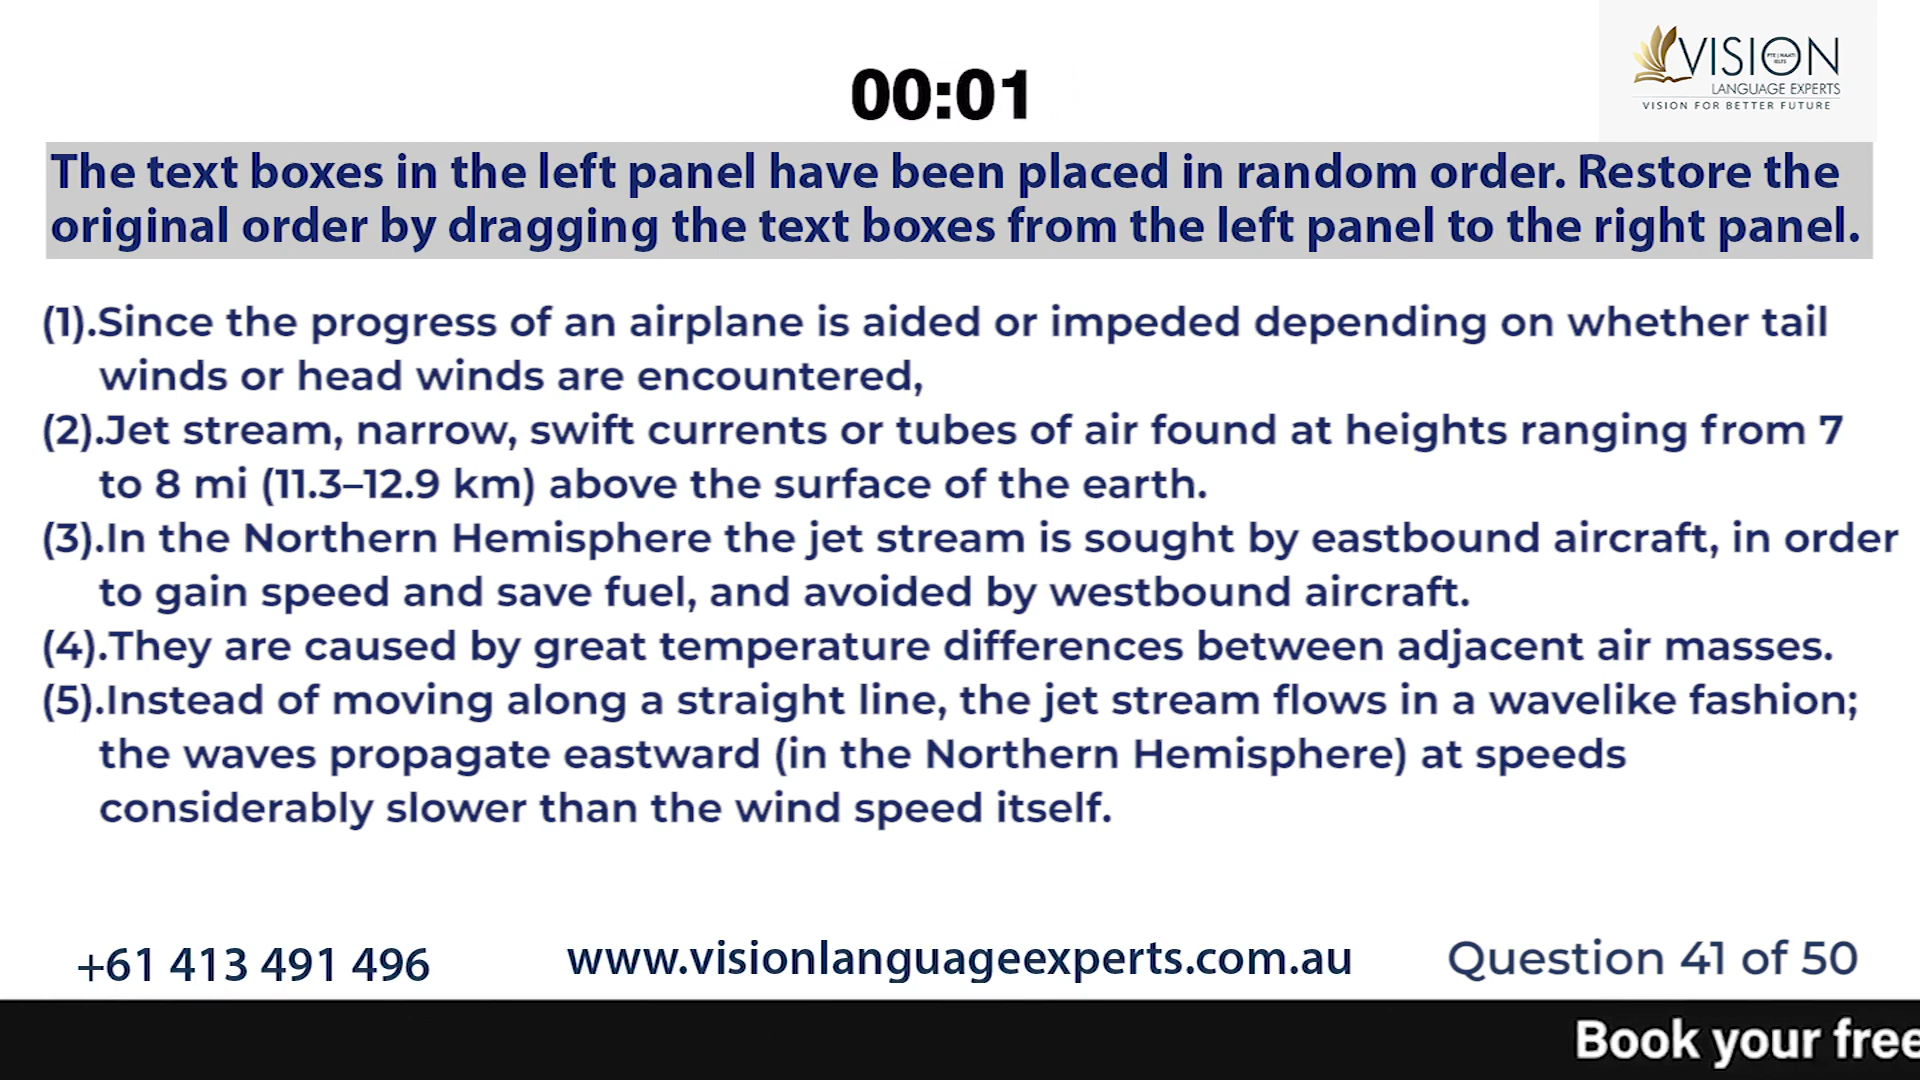 VISION
PTE | NAATI
IELTS
LANGUAGE EXPERTS
VISION FOR BETTER FUTURE
00:01
The text boxes in the left panel have been placed in random order. Restore the
original order by dragging the text boxes from the left panel to the right panel.
(1).Since the progress of an airplane is aided or impeded depending on whether tail
winds or head winds are encountered,
(2).Jet stream, narrow, swift currents or tubes of air found at heights ranging from 7
to 8 mi (11.3–12.9 km) above the surface of the earth.
(3).In the Northern Hemisphere the jet stream is sought by eastbound aircraft, in order
to gain speed and save fuel, and avoided by westbound aircraft.
(4).They are caused by great temperature differences between adjacent air masses.
(5).Instead of moving along a straight line, the jet stream flows in a wavelike fashion;
the waves propagate eastward (in the Northern Hemisphere) at speeds
considerably slower than the wind speed itself.
+61 413 491 496
www.visionlanguageexperts.com.au
Question 41 of 50
Book your free